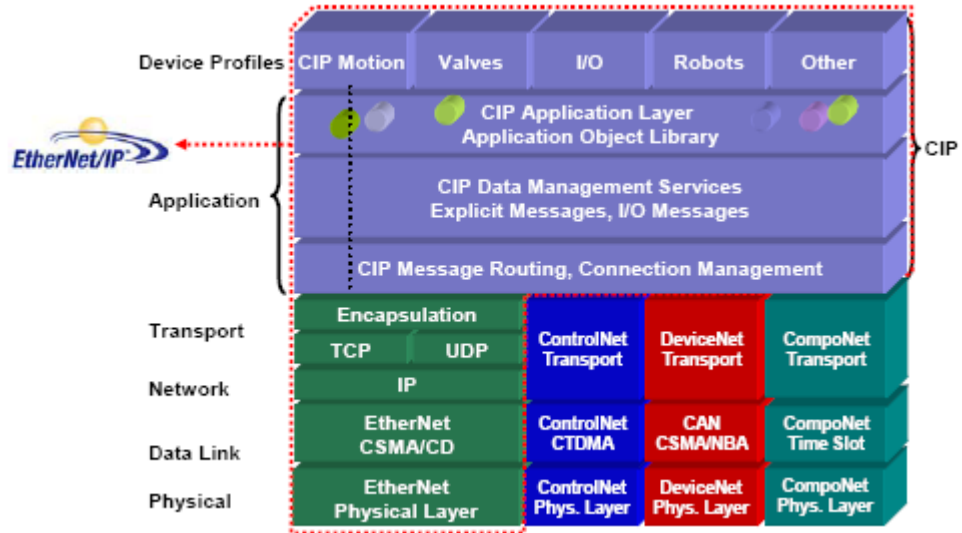 Device Profiles
CIP Motion
Valves
I/O
Robots
Other
CIP Application Layer
Application Object Library
EtherNet/IP
CIP
Application
CIP Data Management Services
Explicit Messages, I/O Messages
CIP Message Routing, Connection Management
Transport
Encapsulation
TCP
UDP
ControlNet
Transport
DeviceNet
Transport
CompoNet
Transport
Network
IP
Data Link
EtherNet
CSMA/CD
ControlNet
CTDMA
CAN
CSMA/NBA
CompoNet
Time Slot
Physical
EtherNet
Physical Layer
ControlNet
Phys. Layer
DeviceNet
Phys. Layer
CompoNet
Phys. Layer